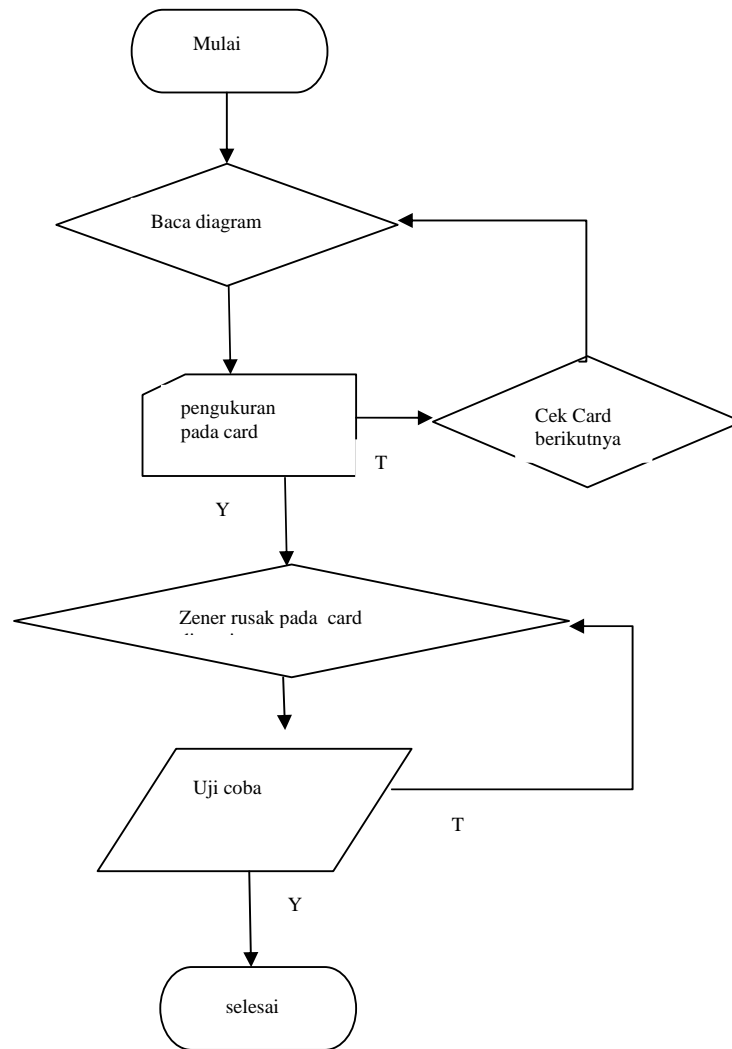 Mulai
Baca diagram
pengukuran
pada card
T
Cek Card
berikutnya
Y
Zener rusak pada card
Uji coba
T
Y
selesai